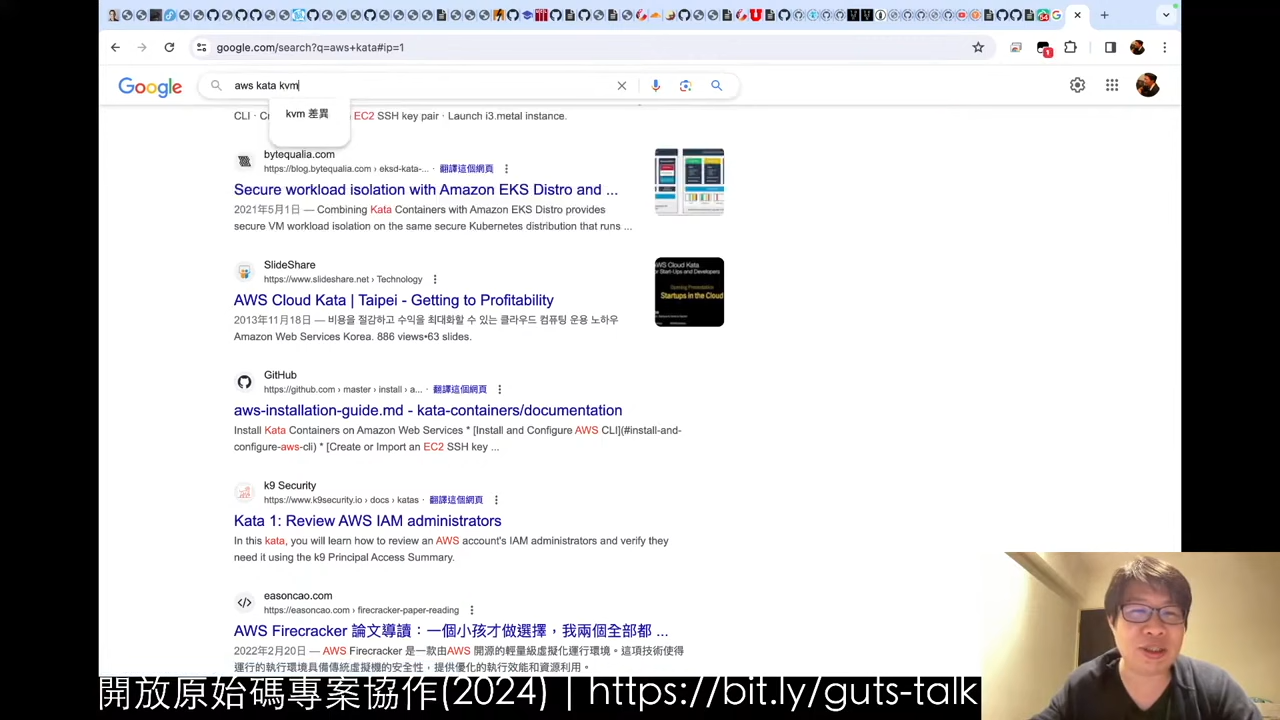 google.com/search?q=aws+kata#ip=1
1
Google
aws kata kvm
kvm 差異
EC2 SSH key pair · Launch i3.metal instance.
bytequalia.com
https://blog.bytequalia.com › eksd-kata-... · 翻譯這個網頁
Secure workload isolation with Amazon EKS Distro and ...
2021年5月1日 — Combining Kata Containers with Amazon EKS Distro provides
secure VM workload isolation on the same secure Kubernetes distribution that runs ...
SlideShare
https://www.slideshare.net › Technology
AWS Cloud Kata | Taipei - Getting to Profitability
2013年11月18日 — 비용을 절감하고 수익을 최대화할 수 있는 클라우드 컴퓨팅 운용 노하우
Amazon Web Services Korea. 886 views•63 slides.
WS Cloud Kata
r Start-Ups and Developers
Opening Presentation
Startups in the Cloud
GitHub
https://github.com › master › install › a... · 翻譯這個網頁
aws-installation-guide.md - kata-containers/documentation
Install Kata Containers on Amazon Web Services * [Install and Configure AWS CLI](#install-and-
configure-aws-cli) * [Create or Import an EC2 SSH key ...
k9 Security
https://www.k9security.io › docs › katas · 翻譯這個網頁
Kata 1: Review AWS IAM administrators
In this kata, you will learn how to review an AWS account's IAM administrators and verify they
need it using the k9 Principal Access Summary.
easoncao.com
https://easoncao.com › firecracker-paper-reading
AWS Firecracker 論文導讀：一個小孩才做選擇，我兩個全部都 ...
2022年2月20日 — AWS Firecracker 是一款由AWS 開源的輕量級虛擬化運行環境。這項技術使得
運行的執行環境具備傳統虛擬機的安全性，提供優化的執行效能和資源利用。
開放原始碼專案協作(2024) | https://bit.ly/guts-talk